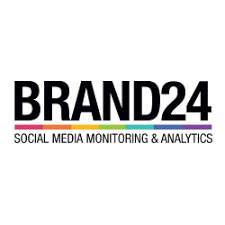 BRAND24
SOCIAL MEDIA MONITORING & ANALYTICS